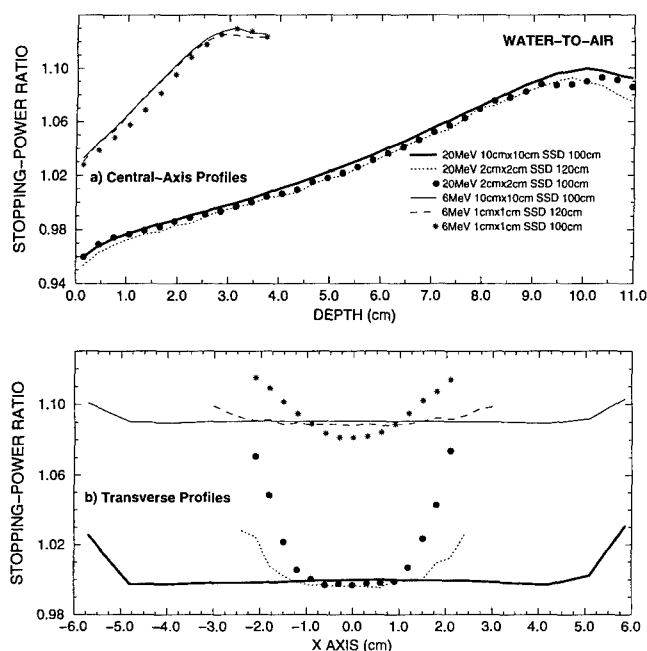 WATER-TO-AIR
STOPPING-POWER RATIO
1.10
1.06
1.02
0.98
0.94
20MeV 10cmx10cm SSD 100cm
20MeV 2cmx2cm SSD 120cm
20MeV 2cmx2cm SSD 100cm
6MeV 10cmx10cm SSD 100cm
6MeV 1cmx1cm SSD 120cm
6MeV 1cmx1cm SSD 100cm
a) Central-Axis Profiles
0.0 1.0 2.0 3.0 4.0 5.0 6.0 7.0 8.0 9.0 10.0 11.0
DEPTH (cm)
STOPPING-POWER RATIO
1.10
1.06
1.02
0.98
b) Transverse Profiles
-6.0 -5.0 -4.0 -3.0 -2.0 -1.0 0.0 1.0 2.0 3.0 4.0 5.0 6.0
X AXIS (cm)